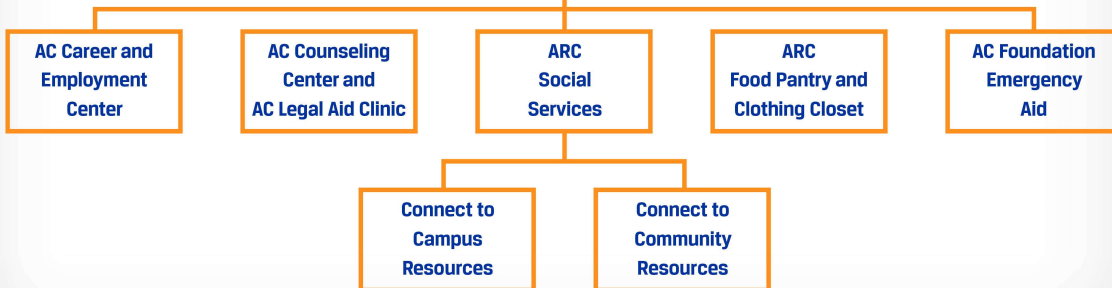 AC Career and
Employment
Center
AC Counseling
Center and
AC Legal Aid Clinic
ARC
Social
Services
ARC
Food Pantry and
Clothing Closet
AC Foundation
Emergency
Aid
Connect to
Campus
Resources
Connect to
Community
Resources